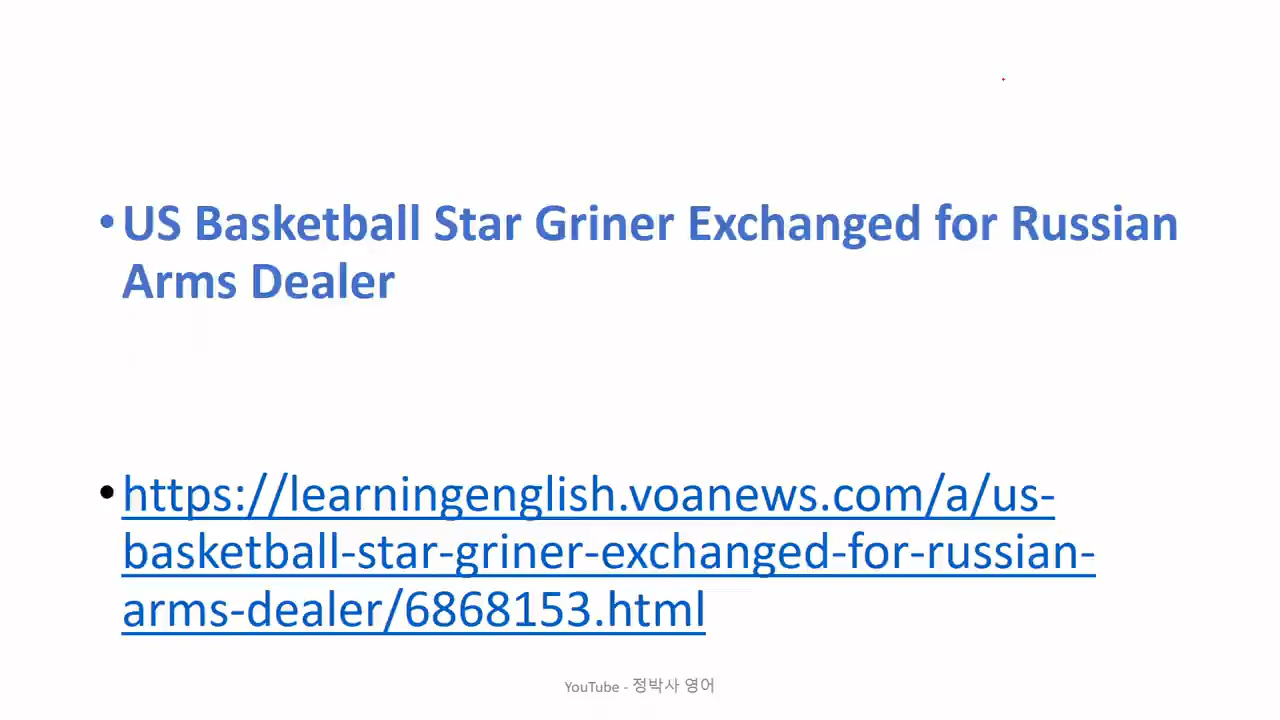 •US Basketball Star Griner Exchanged for Russian
Arms Dealer
•https://learningenglish.voanews.com/a/us-
basketball-star-griner-exchanged-for-russian-
arms-dealer/6868153.html
YouTube - 정박사 영어